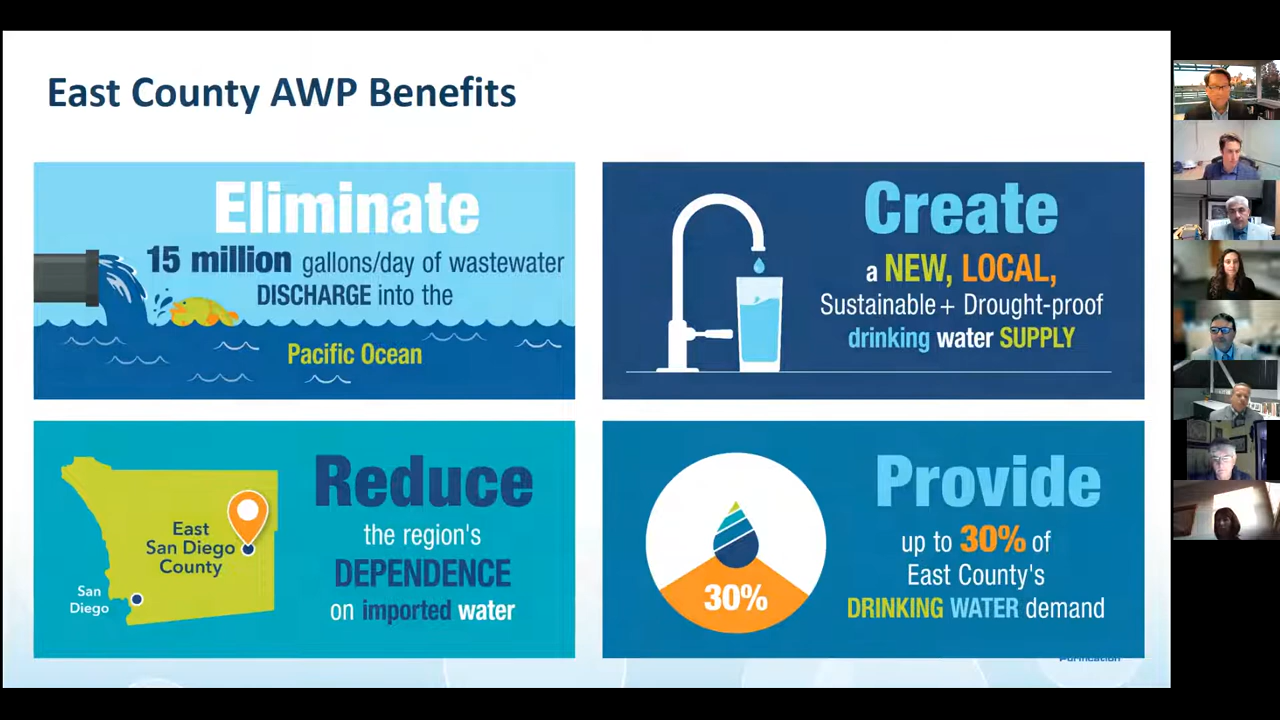 East County AWP Benefits
Eliminate
15 million gallons/day of wastewater
DISCHARGE into the
Pacific Ocean
Create
a NEW, LOCAL,
Sustainable + Drought-proof
drinking water SUPPLY
East
San Diego
County
San
Diego
Reduce
the region's
DEPENDENCE
on imported water
30%
Provide
up to 30% of
East County's
DRINKING WATER demand
Purification